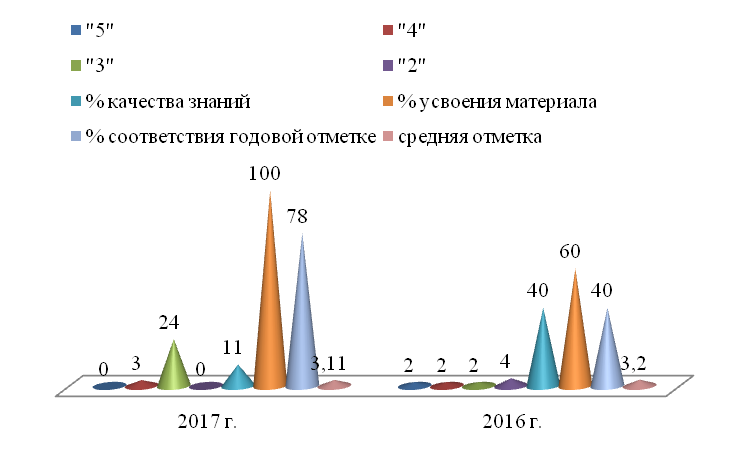 "5" "4"
"3" "2"
% качества знаний % усвоения материала
% соответствия годовой отметке средняя отметка
100
78
60
40 40
24
11
0 3 0 3,11 2 2 2 4 3,2
2017 г. 2016 г.